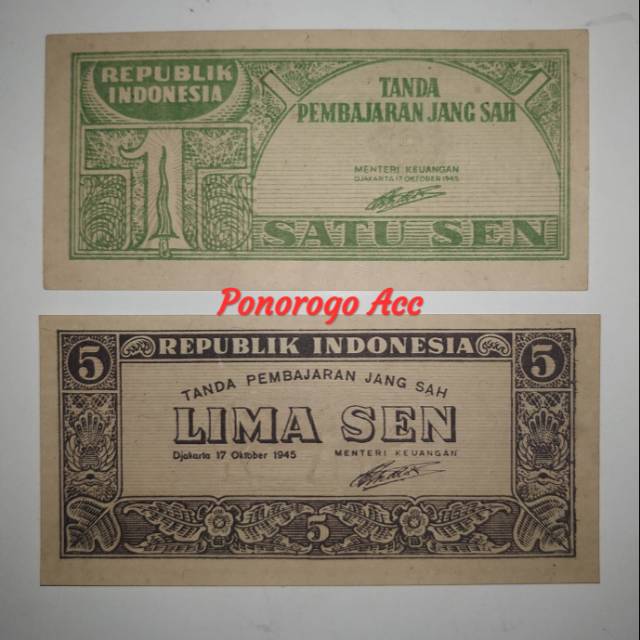 REPUBLIK
INDONESIA
TANDA
PEMBAJARAN JANG SAH
1
MENTERI KEUANGAN
DJAKARTA 17 OKTOBER 1945
SATU SEN
Ponorogo Acc
5 REPUBLIK INDONESIA 5
TANDA PEMBAJARAN JANG SAH
LIMA SEN
Djakarta 17 Oktober 1945 MENTERI KEUANGAN
5